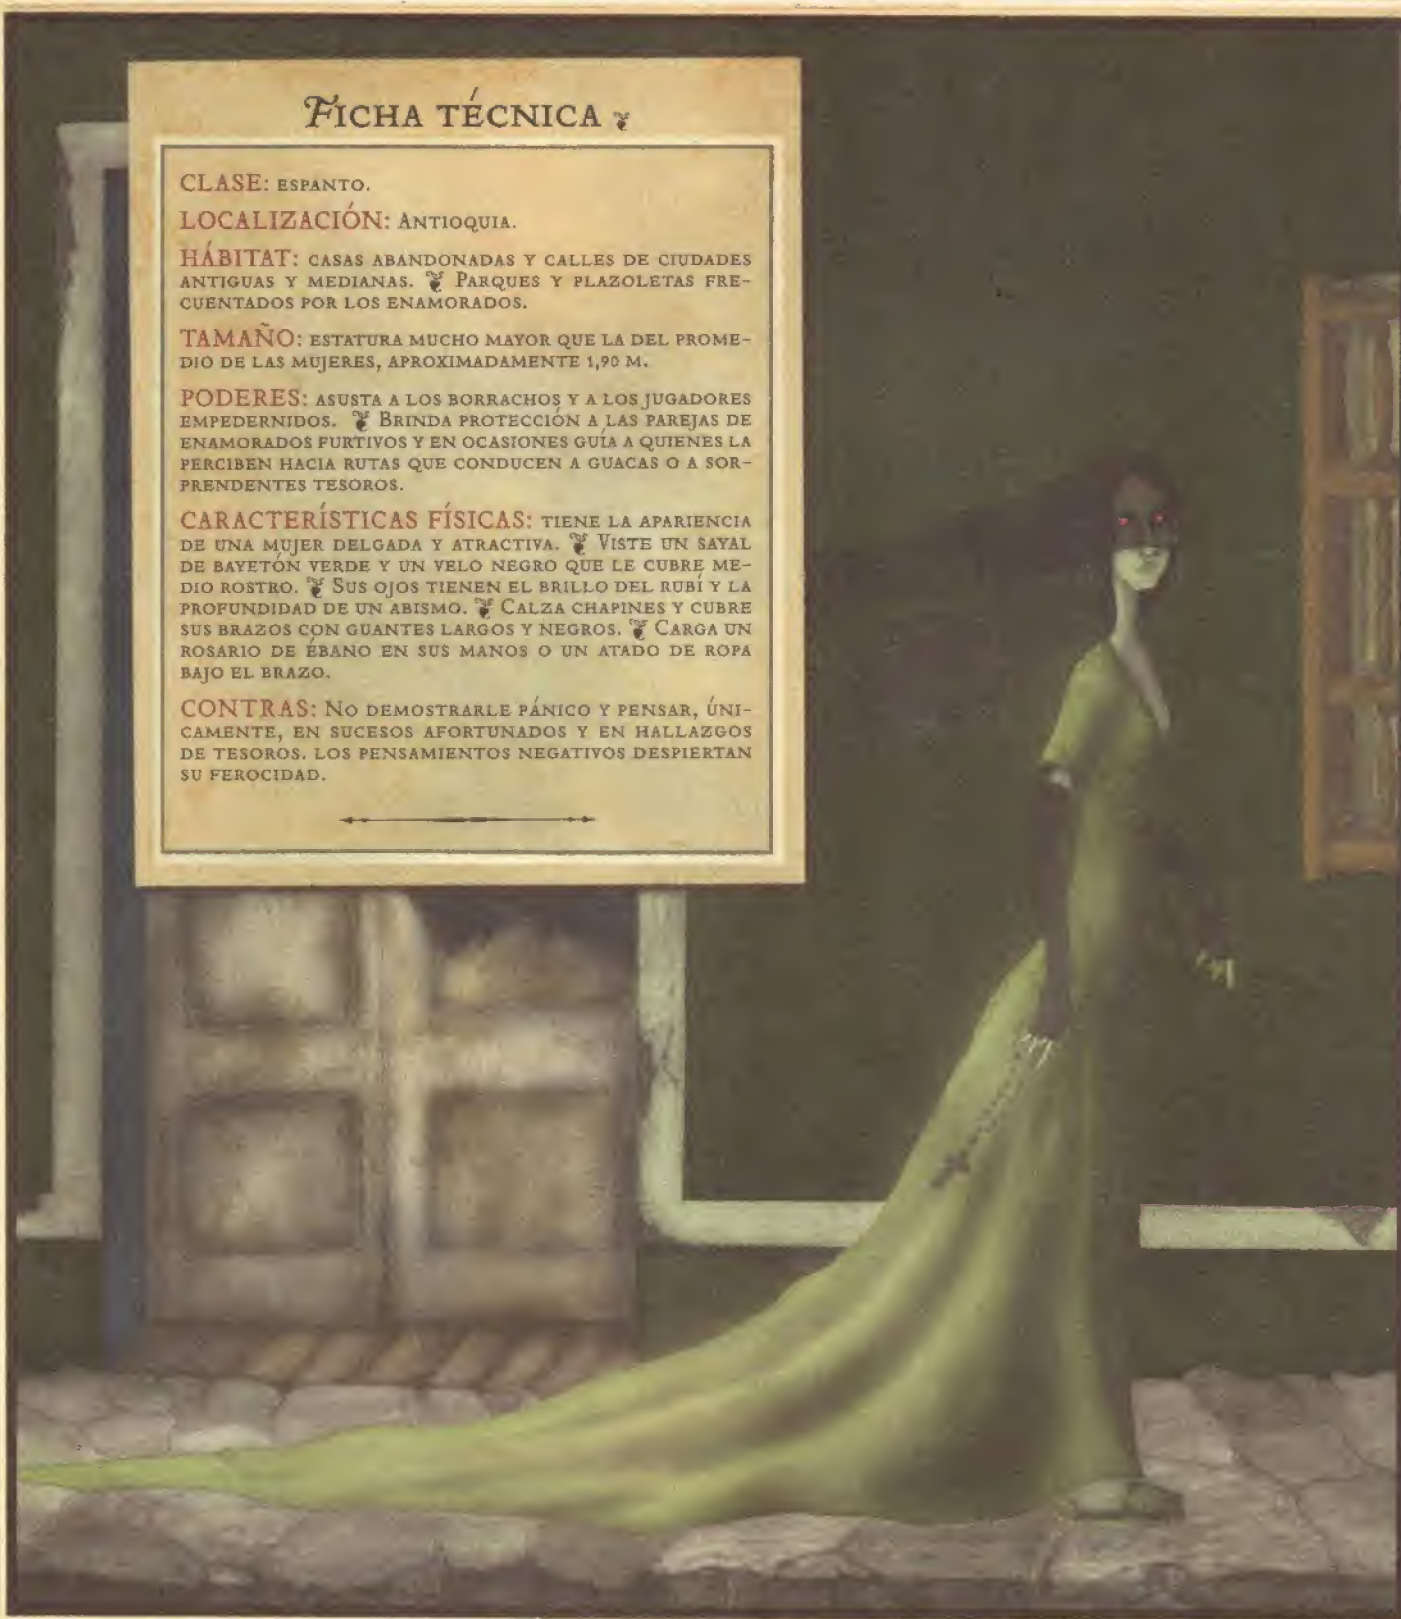 FICHA TÉCNICA
CLASE: ESPANTO.
LOCALIZACIÓN: ANTIOQUIA.
HÁBITAT: CASAS ABANDONADAS Y CALLES DE CIUDADES
ANTIGUAS Y MEDIANAS. PARQUES Y PLAZOLETAS FRE-
CUENTADOS POR LOS ENAMORADOS.
TAMAÑO: ESTATURA MUCHO MAYOR QUE LA DEL PROME-
DIO DE LAS MUJERES, APROXIMADAMENTE 1,90 M.
PODERES: ASUSTA A LOS BORRACHOS Y A LOS JUGADORES
EMPEDERNIDOS. BRINDA PROTECCIÓN A LAS PAREJAS DE
ENAMORADOS FURTIVOS Y EN OCASIONES GUÍA A QUIENES LA
PERCIBEN HACIA RUTAS QUE CONDUCEN A GUACAS O A SOR-
PRENDENTES TESOROS.
CARACTERÍSTICAS FÍSICAS: TIENE LA APARIENCIA
DE UNA MUJER DELGADA Y ATRACTIVA. VISTE UN SAYAL
DE BAYETÓN VERDE Y UN VELO NEGRO QUE LE CUBRE ME-
DIO ROSTRO. SUS OJOS TIENEN EL BRILLO DEL RUBÍ Y LA
PROFUNDIDAD DE UN ABISMO. CALZA CHAPINES Y CUBRE
SUS BRAZOS CON GUANTES LARGOS Y NEGROS. CARGA UN
ROSARIO DE ÉBANO EN SUS MANOS O UN ATADO DE ROPA
BAJO EL BRAZO.
CONTRAS: NO DEMOSTRARLE PÁNICO Y PENSAR, ÚNI-
CAMENTE, EN SUCESOS AFORTUNADOS Y EN HALLAZGOS
DE TESOROS. LOS PENSAMIENTOS NEGATIVOS DESPIERTAN
SU FEROCIDAD.